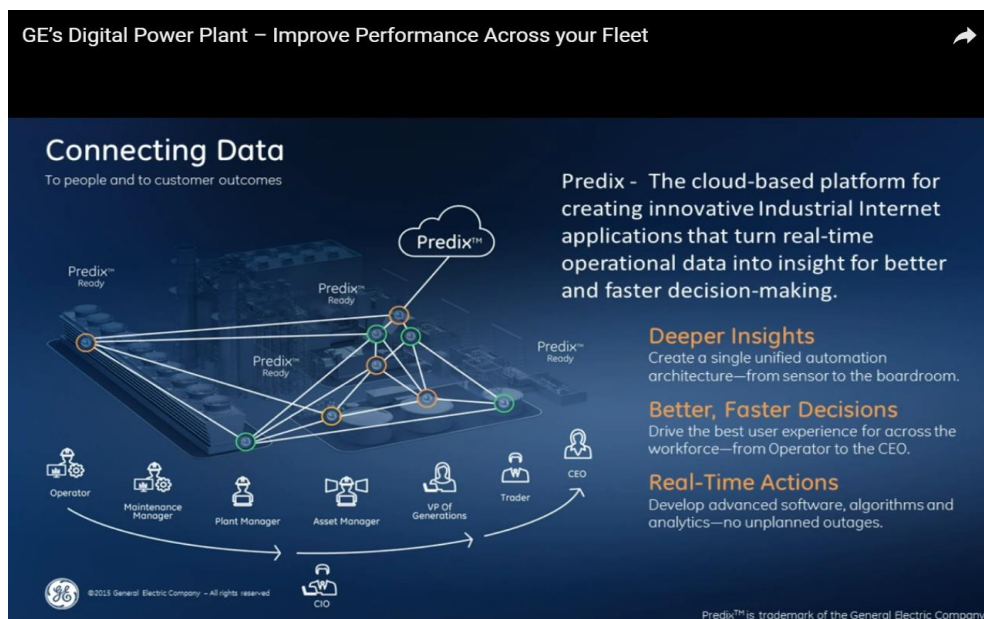 GE's Digital Power Plant – Improve Performance Across your Fleet
Connecting Data
To people and to customer outcomes
Predix - The cloud-based platform for
creating innovative Industrial Internet
applications that turn real-time
operational data into insight for better
and faster decision-making.
Predix™
Predix™
Ready
Predix™
Ready
Predix™
Ready
Predix™
Ready
Deeper Insights
Create a single unified automation
architecture—from sensor to the boardroom.
Better, Faster Decisions
Drive the best user experience for across the
workforce—from Operator to the CEO.
Real-Time Actions
Develop advanced software, algorithms and
analytics—no unplanned outages.
Operator
Maintenance
Manager
Plant Manager
Asset Manager
VP Of
Generations
Trader
CEO
CIO
GE
©2015 General Electric Company – All rights reserved
Predix™ is trademark of the General Electric Company